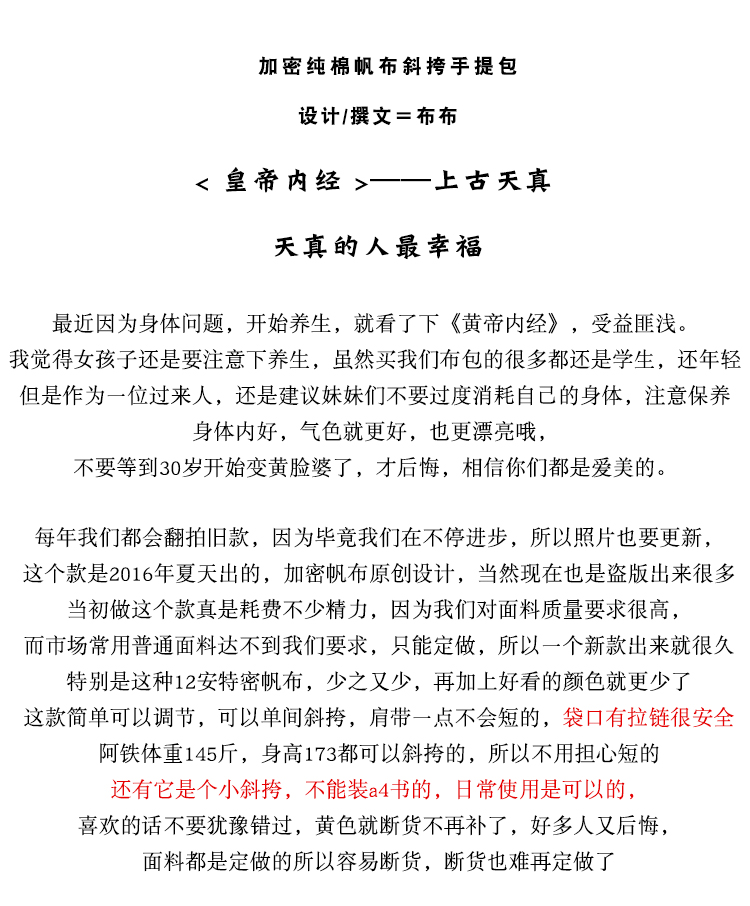 加密纯棉帆布斜挎手提包
设计/撰文＝布布
< 皇帝内经 >——上古天真
天真的人最幸福
最近因为身体问题，开始养生，就看了下《黄帝内经》，受益匪浅。
我觉得女孩子还是要注意下养生，虽然买我们布包的很多都还是学生，还年轻
但是作为一位过来人，还是建议妹妹们不要过度消耗自己的身体，注意保养
身体内好，气色就更好，也更漂亮哦，
不要等到30岁开始变黄脸婆了，才后悔，相信你们都是爱美的。
每年我们都会翻拍旧款，因为毕竟我们在不停进步，所以照片也要更新，
这个款是2016年夏天出的，加密帆布原创设计，当然现在也是盗版出来很多
当初做这个款真是耗费不少精力，因为我们对面料质量要求很高，
而市场常用普通面料达不到我们要求，只能定做，所以一个新款出来就很久
特别是这种12安特密帆布，少之又少，再加上好看的颜色就更少了
这款简单可以调节，可以单间斜挎，肩带一点不会短的，袋口有拉链很安全
阿铁体重145斤，身高173都可以斜挎的，所以不用担心短的
还有它是个小斜挎，不能装a4书的，日常使用是可以的，
喜欢的话不要犹豫错过，黄色就断货不再补了，好多人又后悔，
面料都是定做的所以容易断货，断货也难再定做了